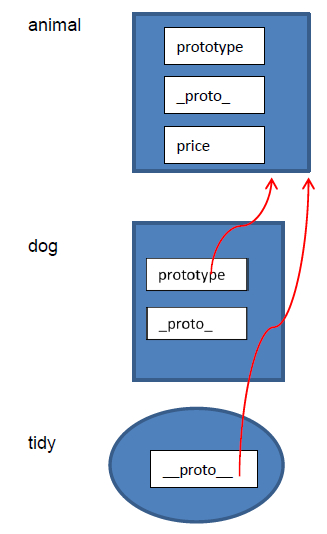 animal
prototype
_proto_
price
dog
prototype
_proto_
tidy
__proto__